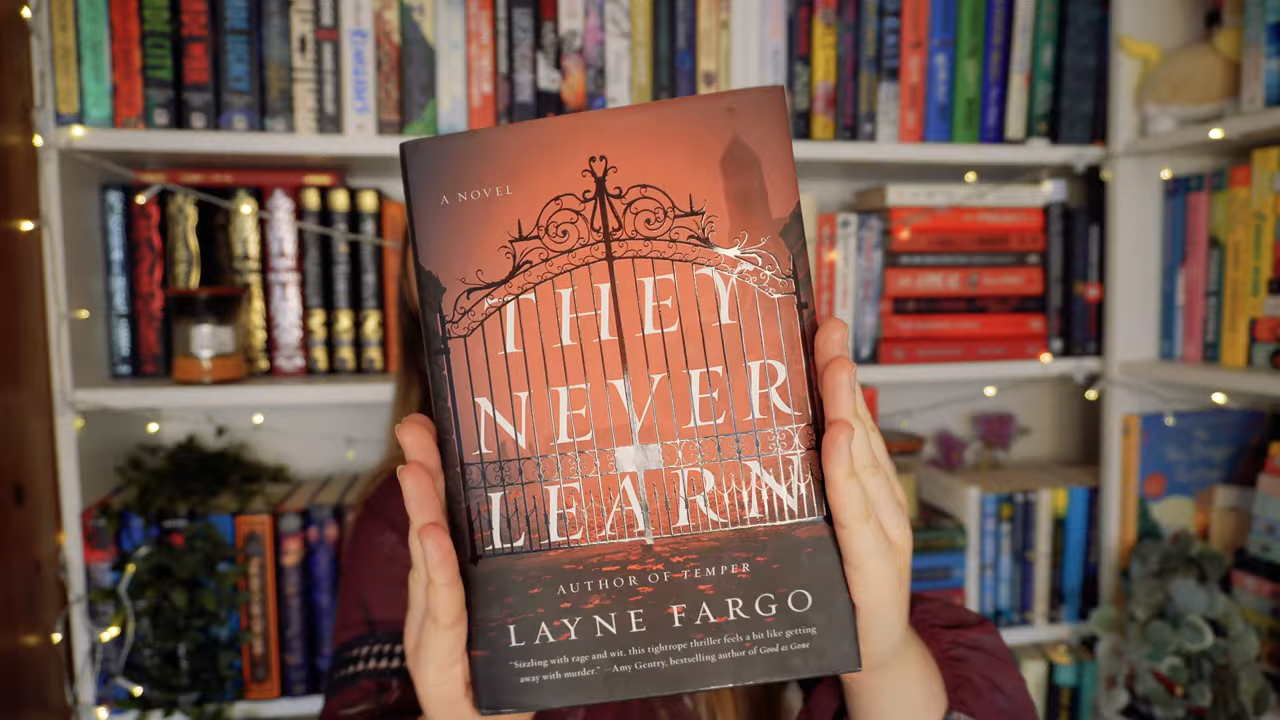 A NOVEL
THEY
NEVER
LEARN
AUTHOR OF TEMPER
LAYNE FARGO
"Sizzling with rage and wit, this tightrope thriller feels a bit like getting
away with murder." —Amy Gentry, bestselling author of Good as Gone